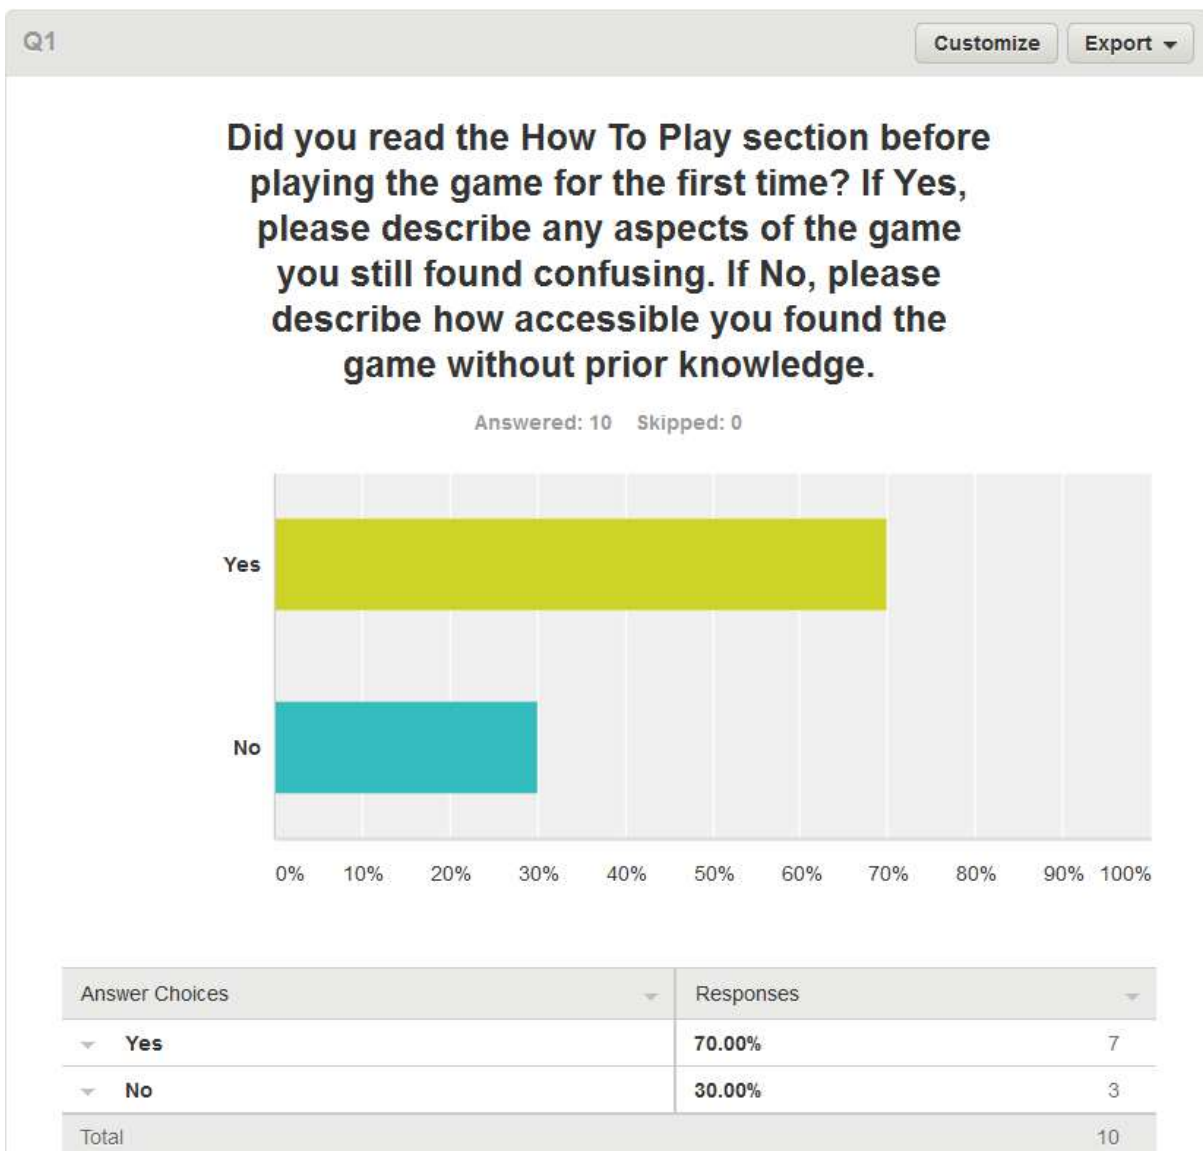 Q1
Customize
Export
Did you read the How To Play section before
playing the game for the first time? If Yes,
please describe any aspects of the game
you still found confusing. If No, please
describe how accessible you found the
game without prior knowledge.
Answered: 10 Skipped: 0
Yes
No
0% 10% 20% 30% 40% 50% 60% 70% 80% 90% 100%
Answer Choices Responses
Yes 70.00% 7
No 30.00% 3
Total 10